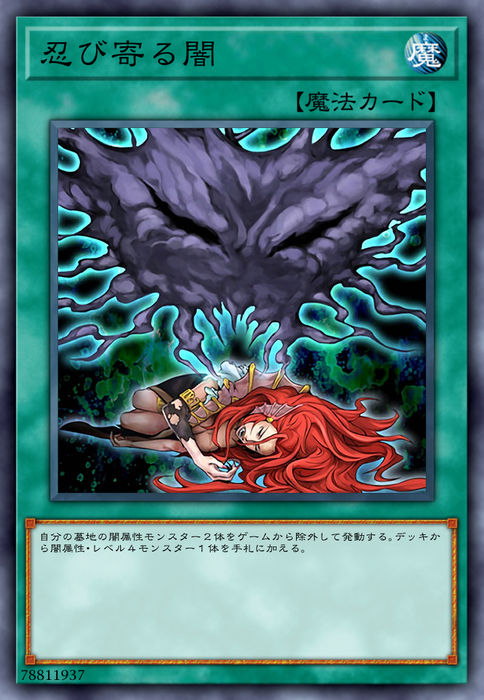 忍び寄る闇
魔
【魔法カード】
自分の墓地の闇属性モンスター２体をゲームから除外して発動する。デッキか
ら闇属性・レベル４モンスター１体を手札に加える。
78811937